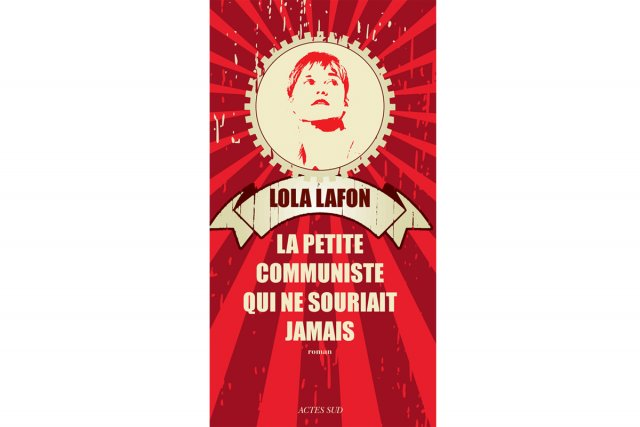 LOLA LAFON
LA PETITE
COMMUNISTE
QUI NE SOURIAIT
JAMAIS
roman
ACTES SUD